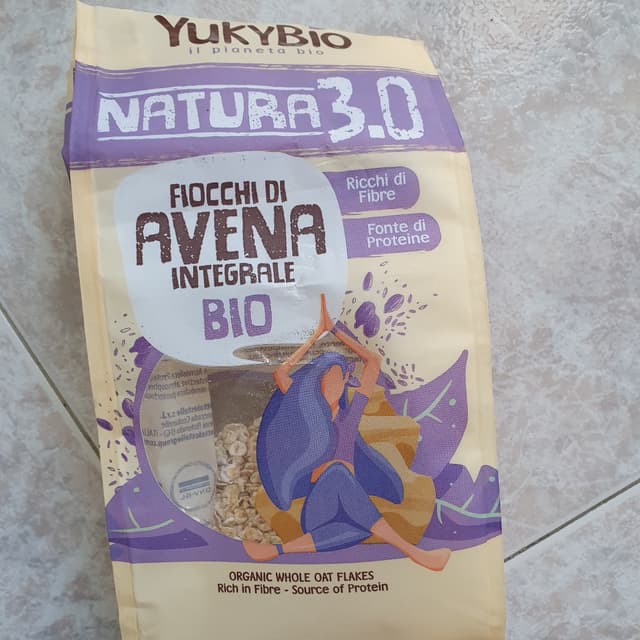 YUKYBIO
il pianeta bio
NATURA 3.0
FIOCCHI DI
AVENA
INTEGRALE
BIO
Ricchi di
Fibre
Fonte di
Proteine
ORGANIC WHOLE OAT FLAKES
Rich in Fibre - Source of Protein